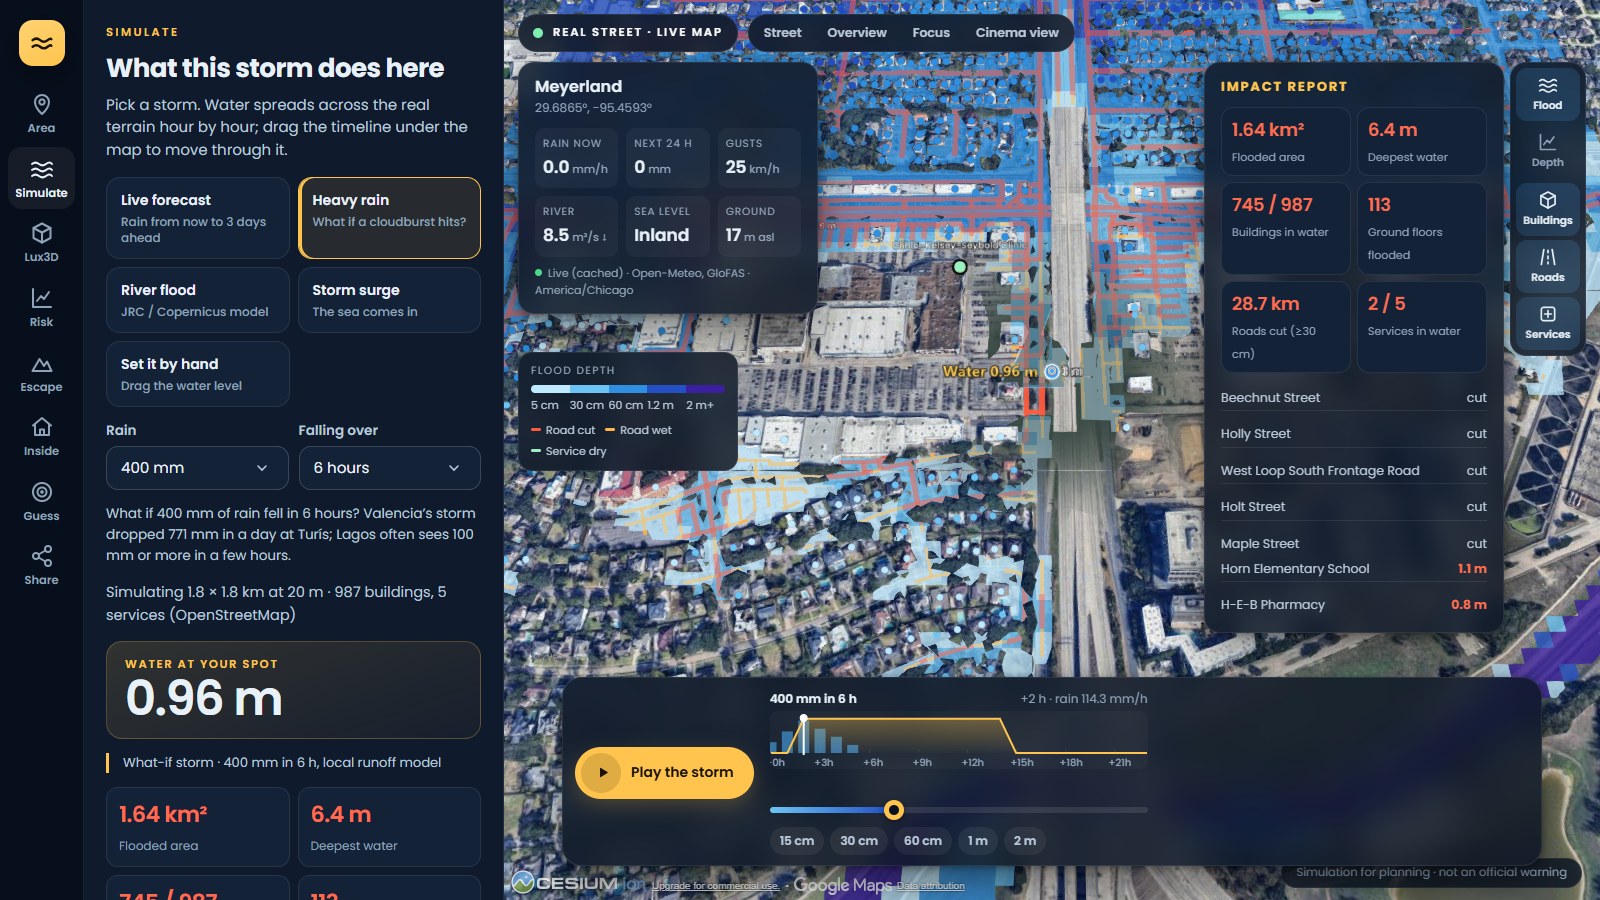 Area
Simulate
Lux3D
Risk
Escape
Inside
Guess
Share
SIMULATE
What this storm does here
Pick a storm. Water spreads across the real
terrain hour by hour; drag the timeline under the
map to move through it.
Live forecast
Rain from now to 3 days
ahead
Heavy rain
What if a cloudburst hits?
River flood
JRC / Copernicus model
Storm surge
The sea comes in
Set it by hand
Drag the water level
Rain
Falling over
400 mm
6 hours
What if 400 mm of rain fell in 6 hours? Valencia's storm
dropped 771 mm in a day at Turís; Lagos often sees 100
mm or more in a few hours.
Simulating 1.8 × 1.8 km at 20 m · 987 buildings, 5
services (OpenStreetMap)
WATER AT YOUR SPOT
0.96 m
What-if storm · 400 mm in 6 h, local runoff model
1.64 km²
Flooded area
6.4 m
Deepest water
745 / 987
113
REAL STREET · LIVE MAP
Street
Overview
Focus
Cinema view
Meyerland
29.6865°, -95.4593°
RAIN NOW
0.0 mm/h
NEXT 24 H
0 mm
GUSTS
25 km/h
RIVER
8.5 m³/s ↓
SEA LEVEL
Inland
GROUND
17 m asl
Live (cached) · Open-Meteo, GloFAS ·
America/Chicago
FLOOD DEPTH
5 cm 30 cm 60 cm 1.2 m 2 m+
Road cut
Road wet
Service dry
Water 0.96 m
IMPACT REPORT
1.64 km²
Flooded area
6.4 m
Deepest water
745 / 987
Buildings in water
113
Ground floors
flooded
28.7 km
Roads cut (≥30
cm)
2 / 5
Services in water
Beechnut Street cut
Holly Street cut
West Loop South Frontage Road cut
Holt Street cut
Maple Street cut
Horn Elementary School 1.1 m
H-E-B Pharmacy 0.8 m
Flood
Depth
Buildings
Roads
Services
Play the storm
400 mm in 6 h
+2 h · rain 114.3 mm/h
0h +3h +6h +9h +12h +15h +18h +21h
15 cm
30 cm
60 cm
1 m
2 m
CESIUM ion
Upgrade for commercial use.
Google Maps
Data attribution
Simulation for planning · not an official warning